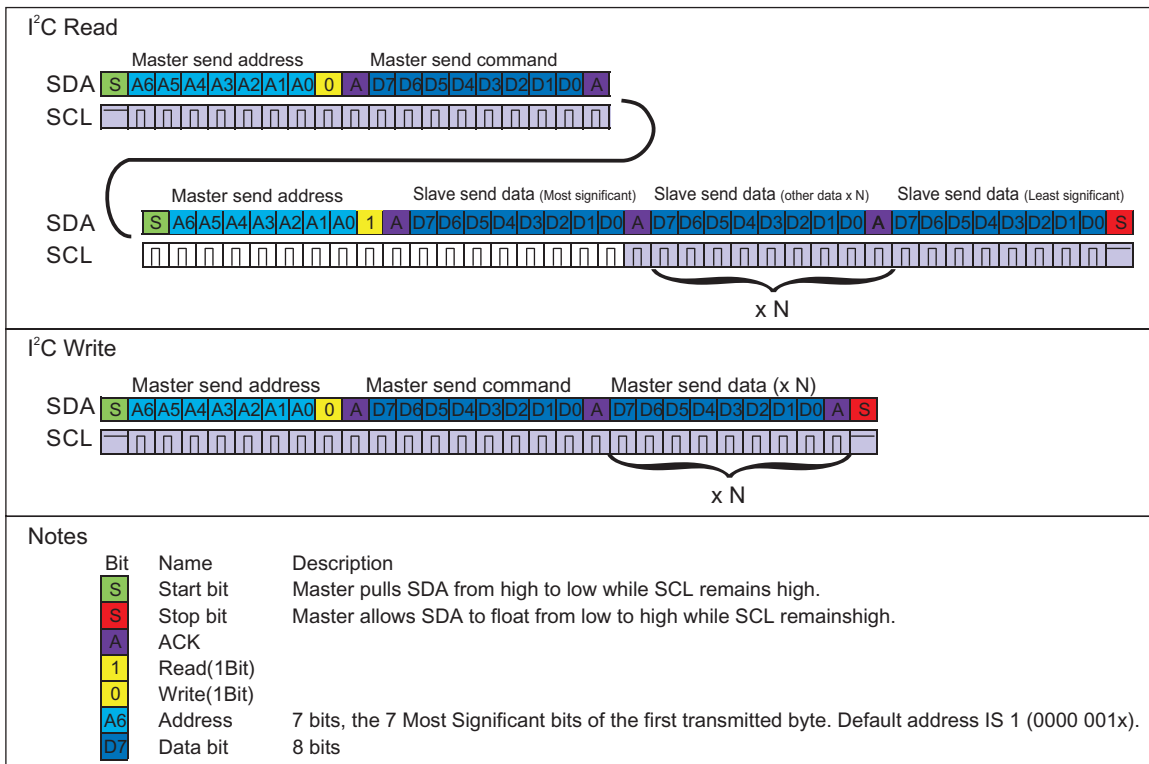 I²C Read
Master send address Master send command
SDA S A6 A5 A4 A3 A2 A1 A0 0 A D7 D6 D5 D4 D3 D2 D1 D0 A
SCL
Master send address Slave send data (Most significant) Slave send data (other data x N) Slave send data (Least significant)
SDA S A6 A5 A4 A3 A2 A1 A0 1 A D7 D6 D5 D4 D3 D2 D1 D0 A D7 D6 D5 D4 D3 D2 D1 D0 A D7 D6 D5 D4 D3 D2 D1 D0 S
SCL
x N
I²C Write
Master send address Master send command Master send data (x N)
SDA S A6 A5 A4 A3 A2 A1 A0 0 A D7 D6 D5 D4 D3 D2 D1 D0 A D7 D6 D5 D4 D3 D2 D1 D0 A S
SCL
x N
Notes
Bit Name Description
S Start bit Master pulls SDA from high to low while SCL remains high.
S Stop bit Master allows SDA to float from low to high while SCL remainshigh.
A ACK
1 Read(1Bit)
0 Write(1Bit)
A6 Address 7 bits, the 7 Most Significant bits of the first transmitted byte. Default address IS 1 (0000 001x).
D7 Data bit 8 bits